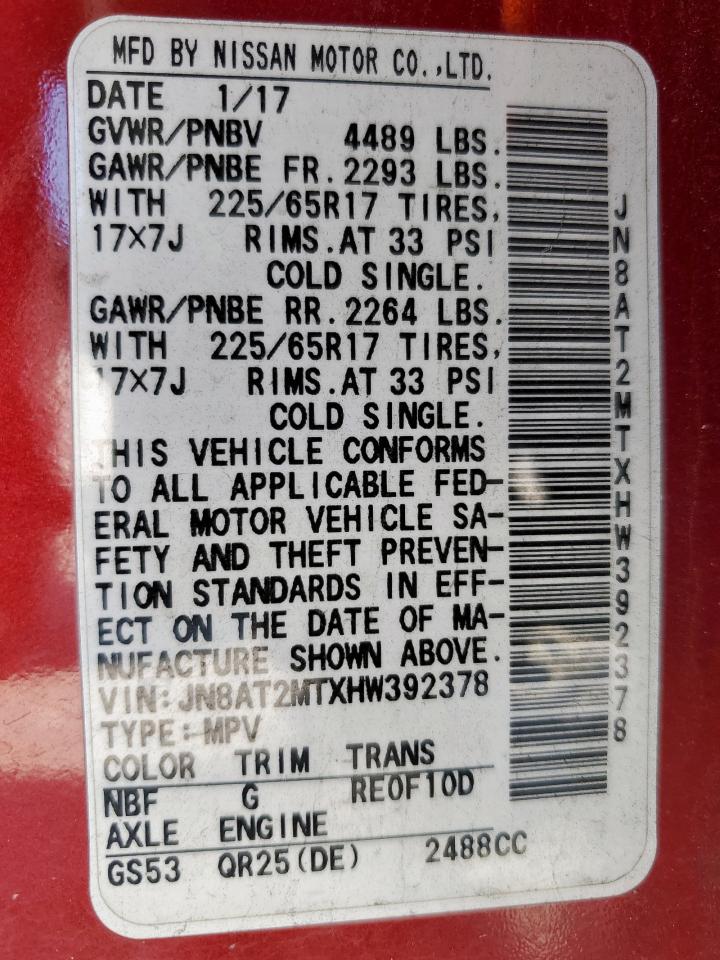 MFD BY NISSAN MOTOR CO.,LTD.
DATE 1/17
GVWR/PNBV 4489 LBS.
GAWR/PNBE FR.2293 LBS.
WITH 225/65R17 TIRES,
17×7J RIMS.AT 33 PSI
COLD SINGLE.
GAWR/PNBE RR.2264 LBS.
WITH 225/65R17 TIRES,
17×7J RIMS.AT 33 PSI
COLD SINGLE.
THIS VEHICLE CONFORMS
TO ALL APPLICABLE FED-
ERAL MOTOR VEHICLE SA-
FETY AND THEFT PREVEN-
TION STANDARDS IN EFF-
ECT ON THE DATE OF MA-
NUFACTURE SHOWN ABOVE.
VIN:JN8AT2MTXHW392378
TYPE:MPV
COLOR TRIM TRANS
NBF G RE0F10D
AXLE ENGINE
GS53 QR25(DE) 2488CC
JN8AT2MTXHW392378